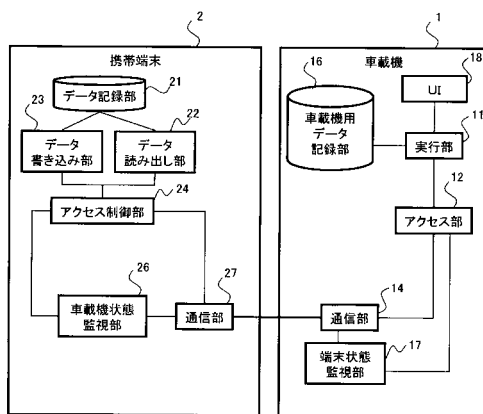 2
1
携帯端末
車載機
21
データ記録部
16
18
UI
23
22
車載機用
データ
記録部
11
実行部
データ
書き込み部
データ
読み出し部
24
アクセス制御部
12
アクセス部
26
車載機状態
監視部
27
通信部
14
通信部
端末状態
監視部
17